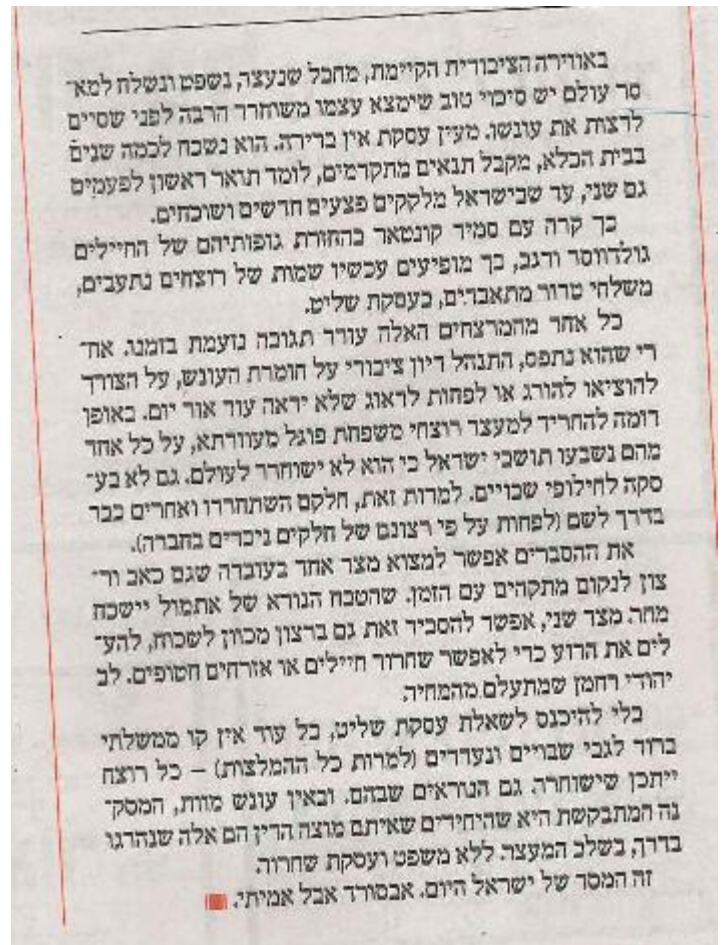 באווירה הציבורית הקיימת, מחבל שנעצר, נשפט ונשלח למא־
סר עולם יש סיכוי טוב שימצא עצמו משוחרר הרבה לפני שסיים
לרצות את עונשו. מעין עסקת אין ברירה. הוא נשכח לכמה שנים
בבית הכלא, מקבל תנאים מתקדמים, לומד תואר ראשון לפעמים
גם שני, עד שבישראל מלקקים פצעים חדשים ושוכחים.
כך קרה עם סמיר קונטאר בהחזרת גופותיהם של החיילים
גולדווסר ורגב, כך מופיעים עכשיו שמות של רוצחים נתעבים,
משלחי טרור מתאבדים, בעסקת שליט.
כל אחד מהמרצחים האלה עורר תגובה נזעמת בזמנו. אח־
רי שהוא נתפס, התנהל דיון ציבורי על חומרת העונש, על הצורך
להוציאו להורג או לפחות לדאוג שלא יראה עוד אור יום. באופן
דומה להחריד למעצר רוצחי משפחת פוגל מעוורתא, על כל אחד
מהם נשבעו תושבי ישראל כי הוא לא ישוחרר לעולם. גם לא בע־
סקה לחילופי שבויים. למרות זאת, חלקם השתחררו ואחרים כבר
בדרך לשם (לפחות על פי רצונם של חלקים ניכרים בחברה).
את ההסברים אפשר למצוא מצד אחד בעובדה שגם כאב ור־
צון לנקום מתקהים עם הזמן. שהטבח הנורא של אתמול יישכח
מחר. מצד שני, אפשר להסביר זאת גם ברצון מכוון לשכוח, להע־
לים את הרוע כדי לאפשר שחרור חיילים או אזרחים חטופים. לב
יהודי רחמן שמתעלם מהמחיר.
בלי להיכנס לשאלת עסקת שליט, כל עוד אין קו ממשלתי
ברור לגבי שבויים ונעדרים (למרות כל ההמלצות) – כל רוצח
ייתכן שישוחרר. גם הנוראים שבהם. ובאין עונש מוות, המסק־
נה המתבקשת היא שהיחידים שאיתם מוצה הדין הם אלה שנהרגו
בדרך, בשלב המעצר. ללא משפט ועסקת שחרור.
זה המסד של ישראל היום. אבסורד אבל אמיתי.